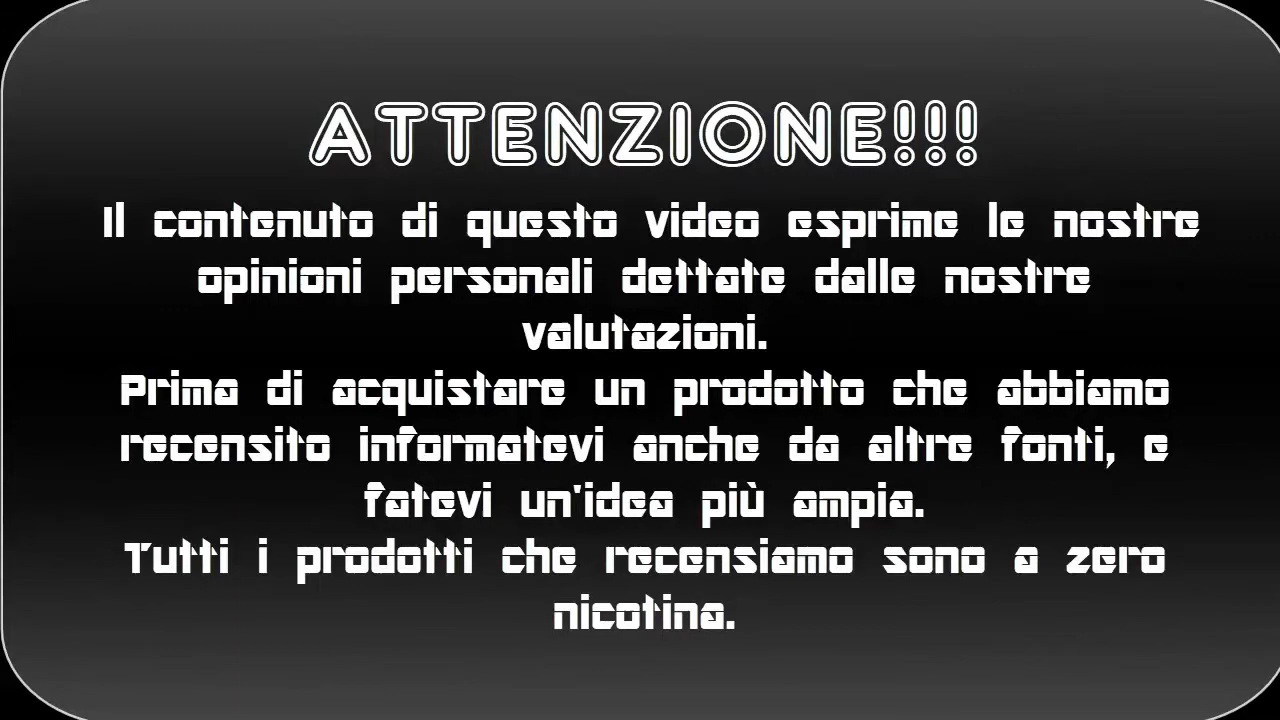 ATTENZIONE!!!
Il contenuto di questo video esprime le nostre
opinioni personali dettate dalle nostre
valutazioni.
Prima di acquistare un prodotto che abbiamo
recensito informatevi anche da altre fonti, e
fatevi un'idea più ampia.
Tutti i prodotti che recensiamo sono a zero
nicotina.